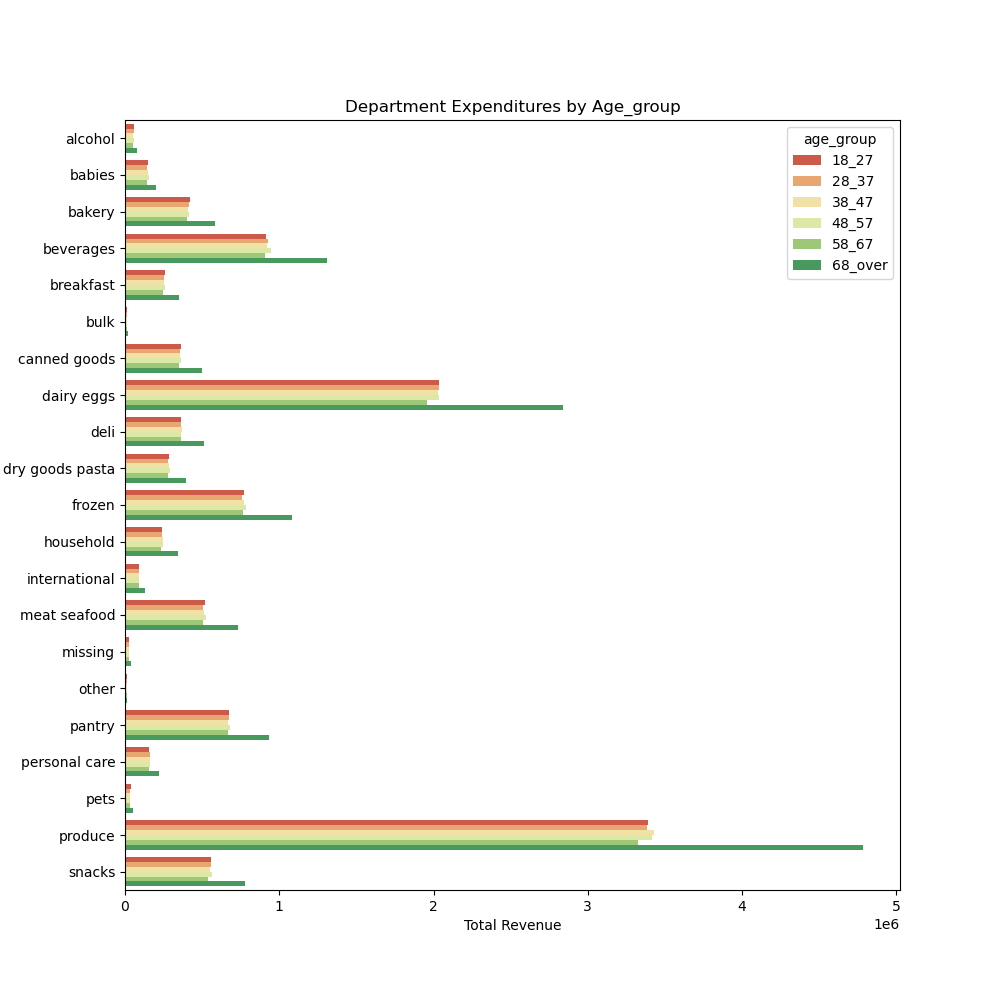 Department Expenditures by Age_group
alcohol
babies
bakery
beverages
breakfast
bulk
canned goods
dairy eggs
deli
dry goods pasta
frozen
household
international
meat seafood
missing
other
pantry
personal care
pets
produce
snacks
age_group
18_27
28_37
38_47
48_57
58_67
68_over
0 1 2 3 4 5
1e6
Total Revenue